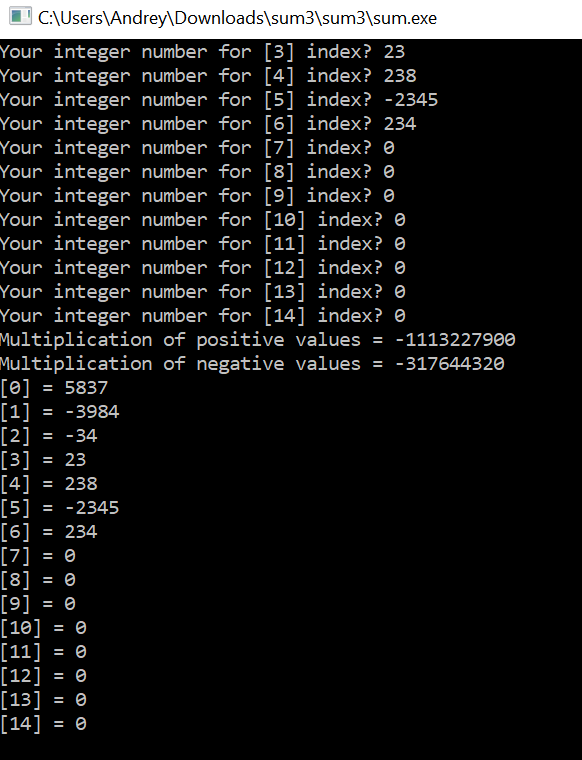 C:\Users\Andrey\Downloads\sum3\sum3\sum.exe
Your integer number for [3] index? 23
Your integer number for [4] index? 238
Your integer number for [5] index? -2345
Your integer number for [6] index? 234
Your integer number for [7] index? 0
Your integer number for [8] index? 0
Your integer number for [9] index? 0
Your integer number for [10] index? 0
Your integer number for [11] index? 0
Your integer number for [12] index? 0
Your integer number for [13] index? 0
Your integer number for [14] index? 0
Multiplication of positive values = -1113227900
Multiplication of negative values = -317644320
[0] = 5837
[1] = -3984
[2] = -34
[3] = 23
[4] = 238
[5] = -2345
[6] = 234
[7] = 0
[8] = 0
[9] = 0
[10] = 0
[11] = 0
[12] = 0
[13] = 0
[14] = 0